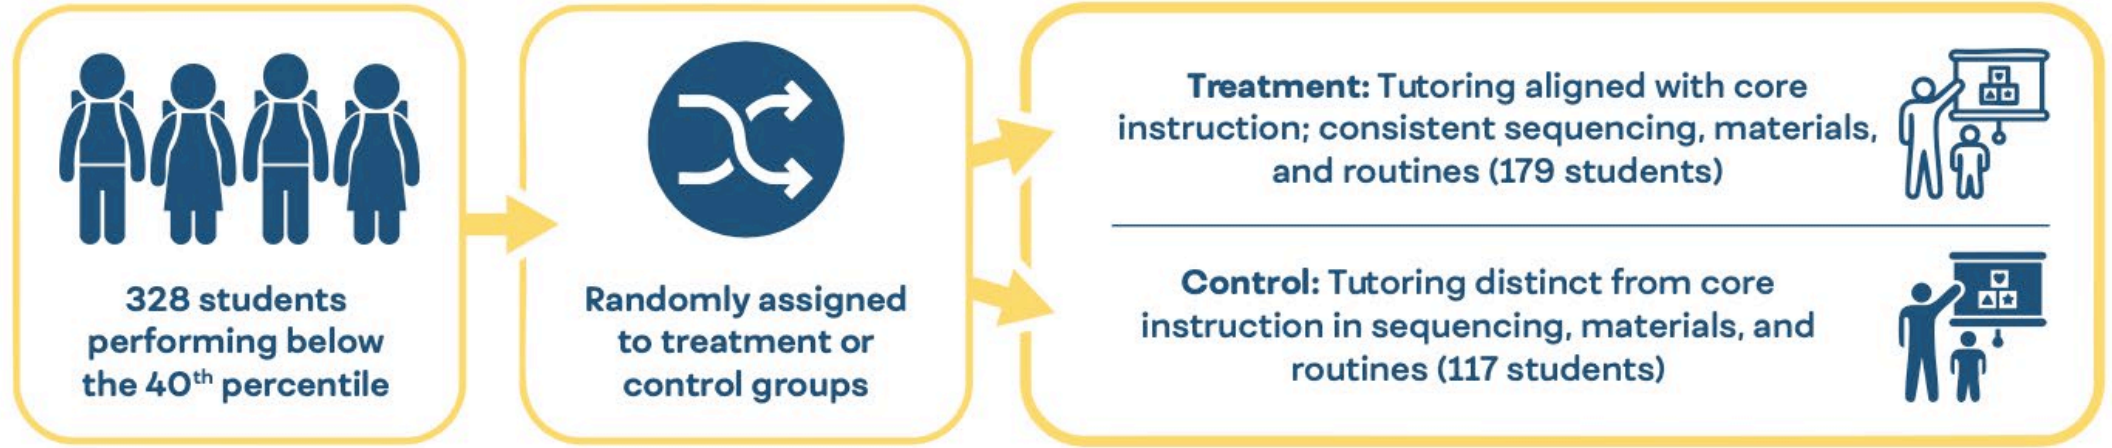 328 students
performing below
the 40th percentile
Randomly assigned
to treatment or
control groups
Treatment: Tutoring aligned with core
instruction; consistent sequencing, materials,
and routines (179 students)
Control: Tutoring distinct from core
instruction in sequencing, materials, and
routines (117 students)